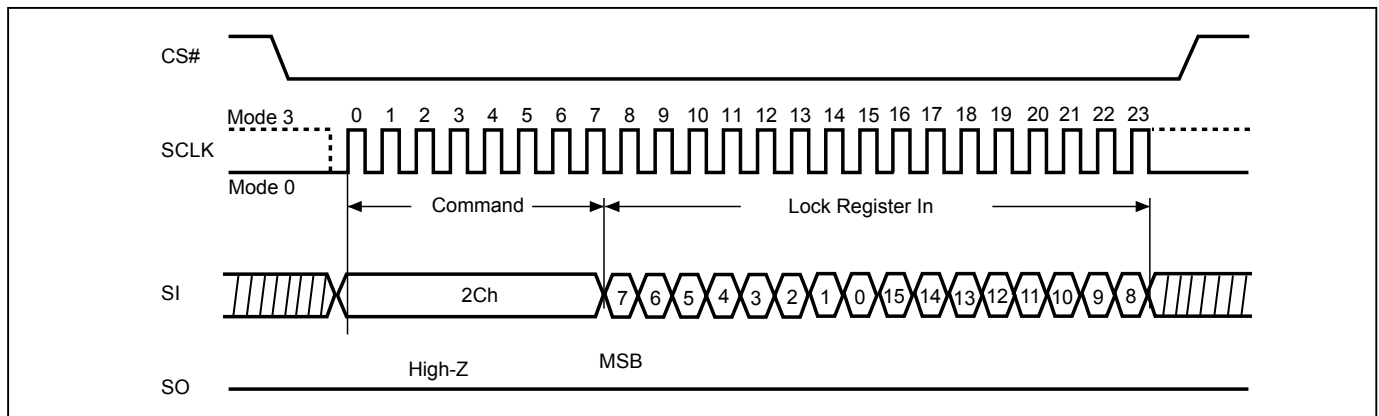 CS#
Mode 3
0 1 2 3 4 5 6 7 8 9 10 11 12 13 14 15 16 17 18 19 20 21 22 23
SCLK
Mode 0
Command
Lock Register In
SI
2Ch
7 6 5 4 3 2 1 0 15 14 13 12 11 10 9 8
High-Z
MSB
SO